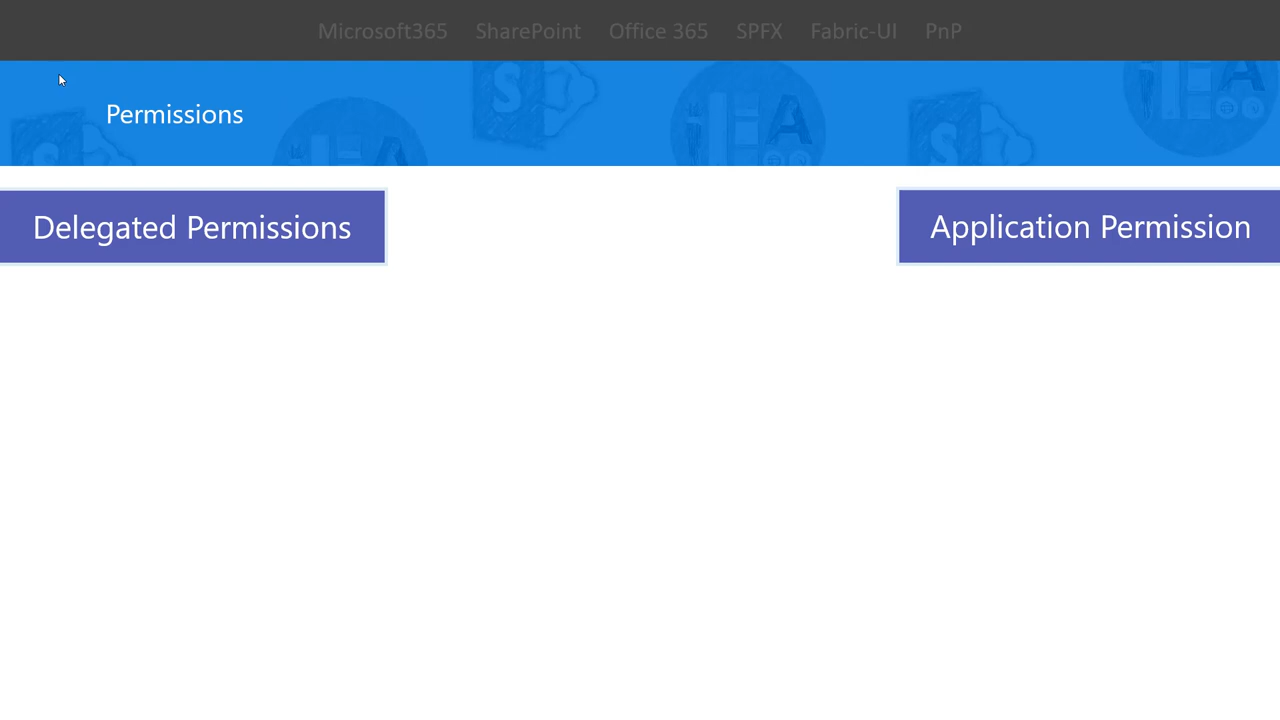 Microsoft365 SharePoint Office 365 SPFX Fabric-UI PnP
Permissions
Delegated Permissions
Application Permission